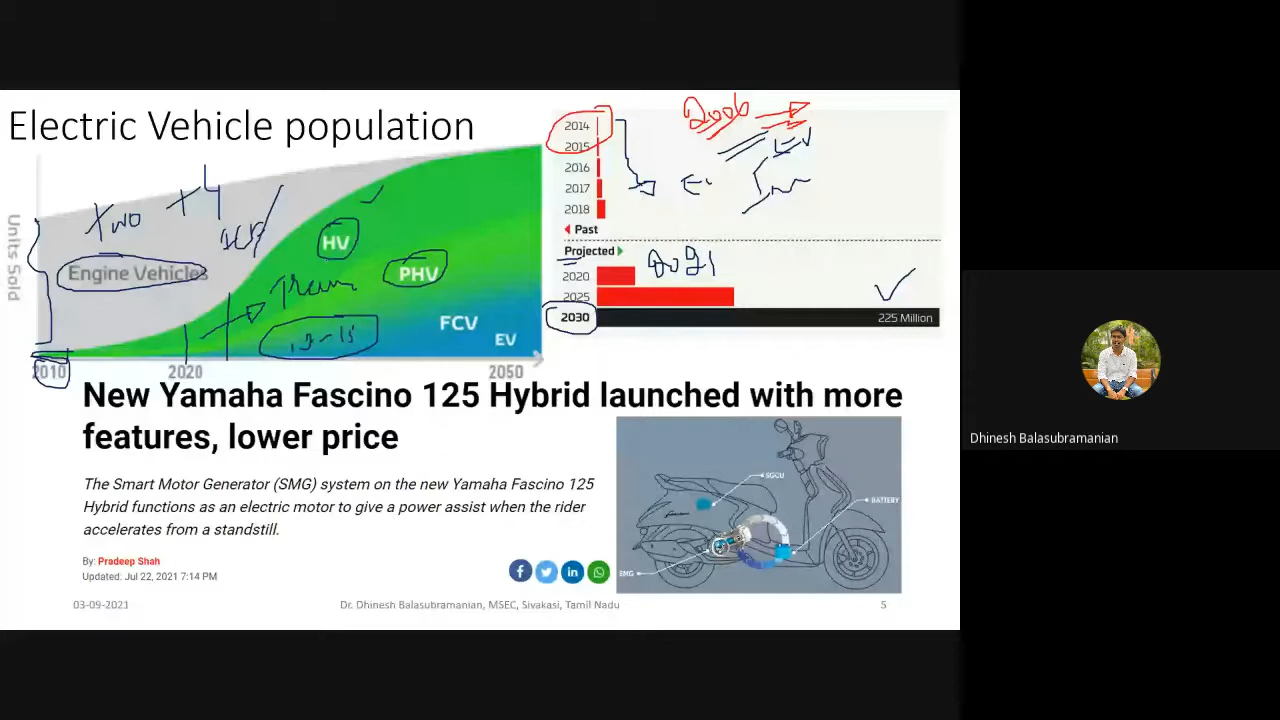 Electric Vehicle population
Units Sold
Two
+4
Engine Vehicles
HV
PHV
FCV
EV
2010
2020
2050
2006
2014
2015
2016
2017
2018
Past
Projected
2020
2021
2025
2030
225 Million
New Yamaha Fascino 125 Hybrid launched with more
features, lower price
The Smart Motor Generator (SMG) system on the new Yamaha Fascino 125
Hybrid functions as an electric motor to give a power assist when the rider
accelerates from a standstill.
By: Pradeep Shah
Updated: Jul 22, 2021 7:14 PM
SGCU
BATTERY
SMG
03-09-2021
Dr. Dhinesh Balasubramanian, MSEC, Sivakasi, Tamil Nadu
5
Dhinesh Balasubramanian